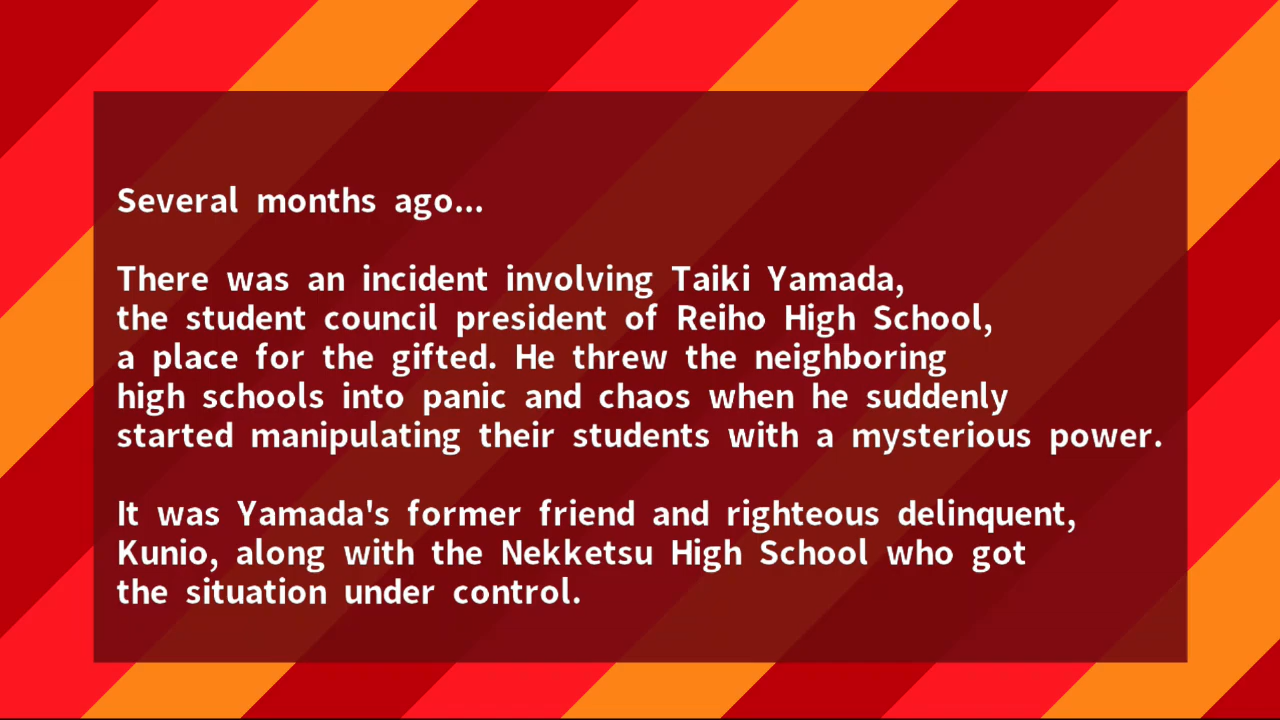 Several months ago...
There was an incident involving Taiki Yamada,
the student council president of Reiho High School,
a place for the gifted. He threw the neighboring
high schools into panic and chaos when he suddenly
started manipulating their students with a mysterious power.
It was Yamada's former friend and righteous delinquent,
Kunio, along with the Nekketsu High School who got
the situation under control.